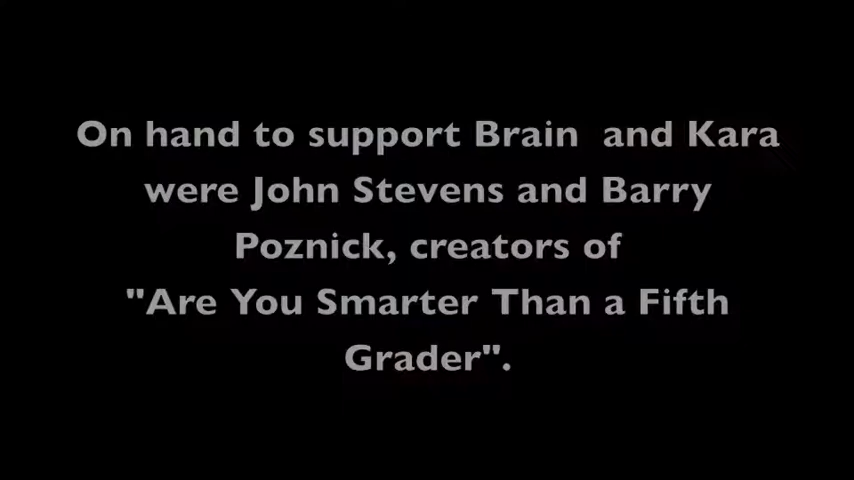 On hand to support Brain  and Kara
were John Stevens and Barry
Poznick, creators of
"Are You Smarter Than a Fifth
Grader".